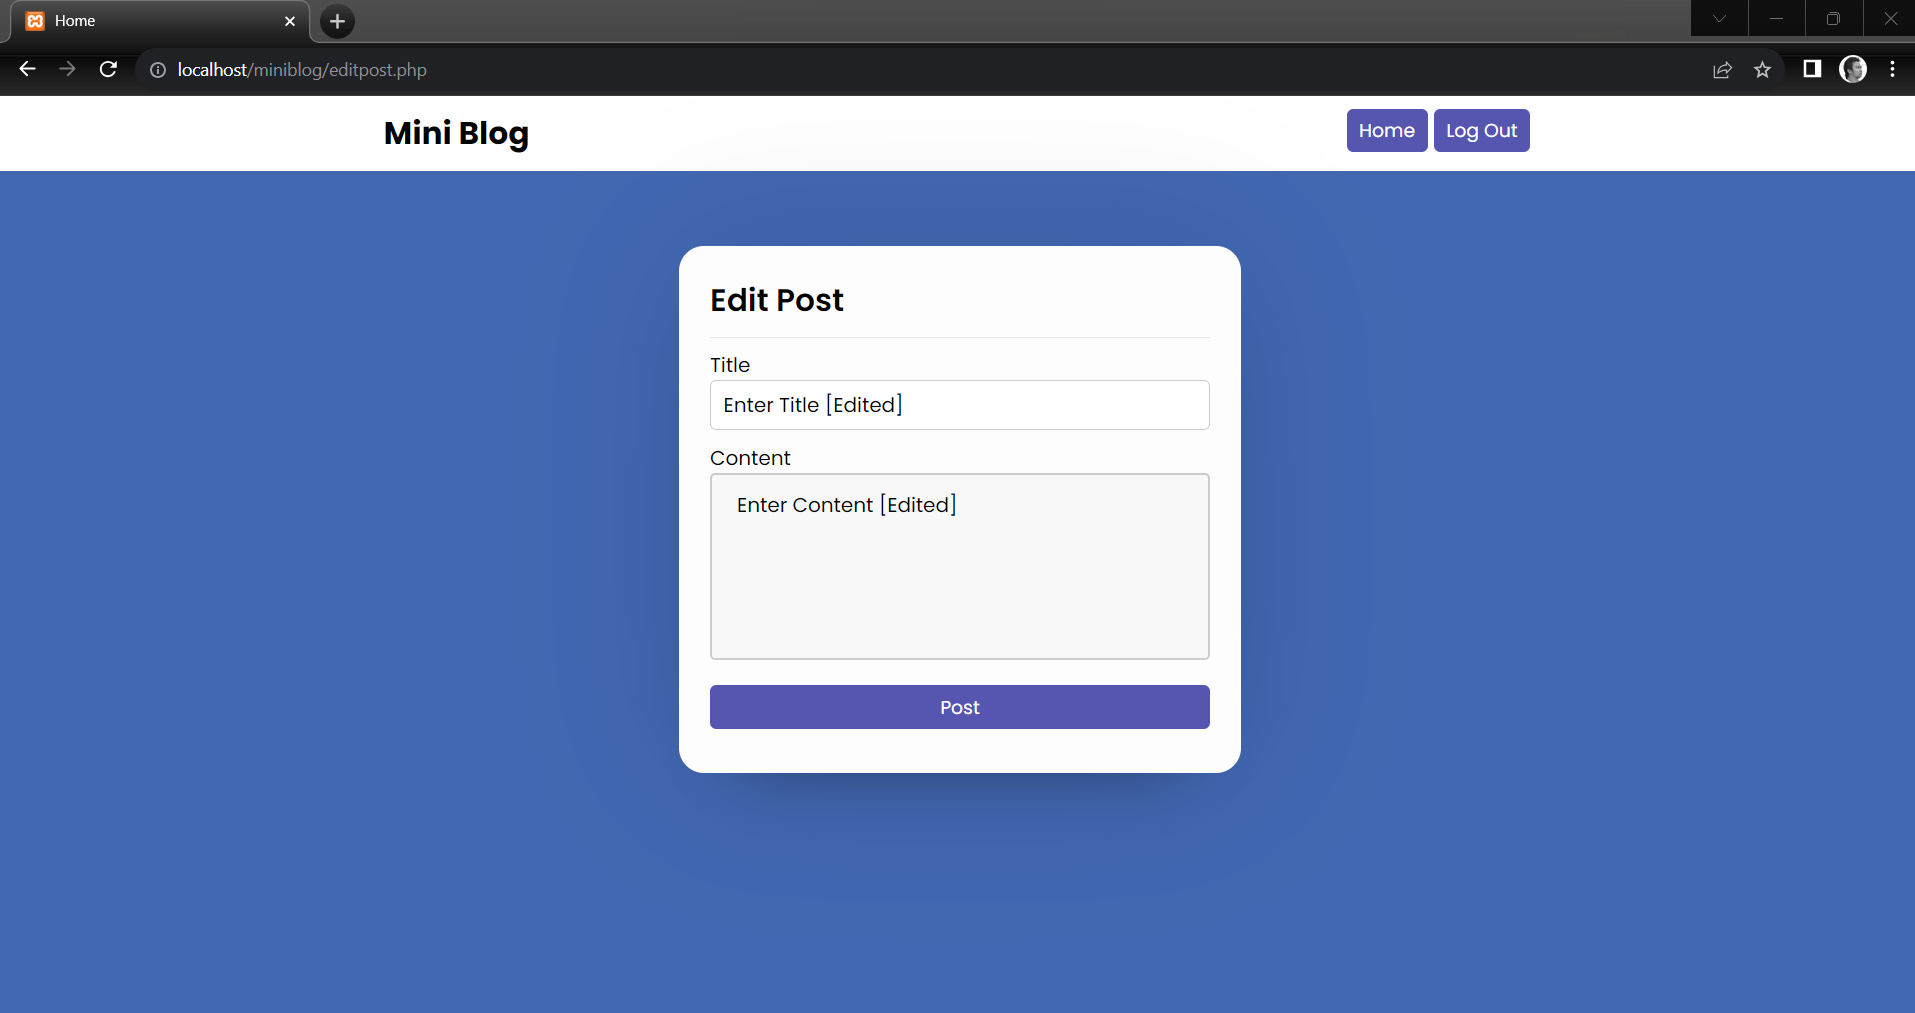 Home
localhost/miniblog/editpost.php
Mini Blog
Home Log Out
Edit Post
Title
Enter Title [Edited]
Content
Enter Content [Edited]
Post